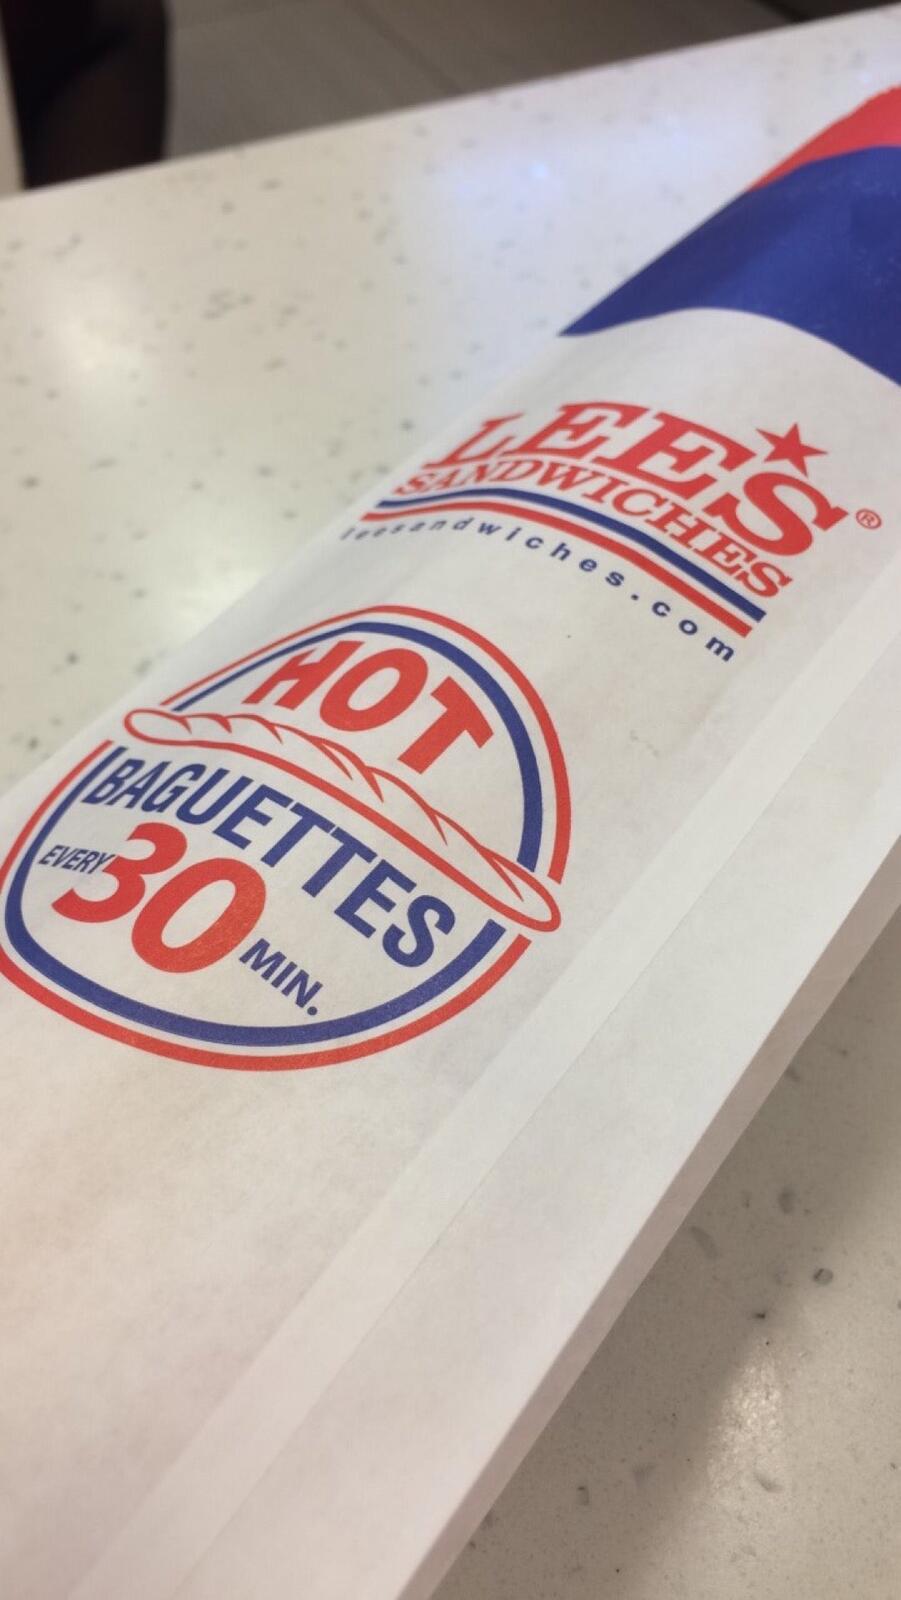 LEE'S®
SANDWICHES
leesandwiches.com
HOT
BAGUETTES
EVERY 30 MIN.